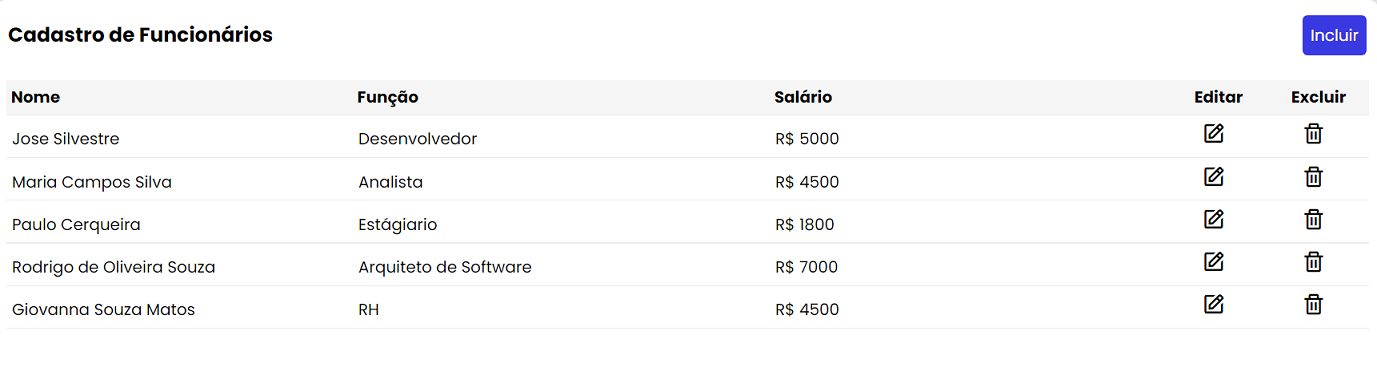 Cadastro de Funcionários Incluir
Nome Função Salário Editar Excluir
Jose Silvestre Desenvolvedor R$ 5000
Maria Campos Silva Analista R$ 4500
Paulo Cerqueira Estágiario R$ 1800
Rodrigo de Oliveira Souza Arquiteto de Software R$ 7000
Giovanna Souza Matos RH R$ 4500